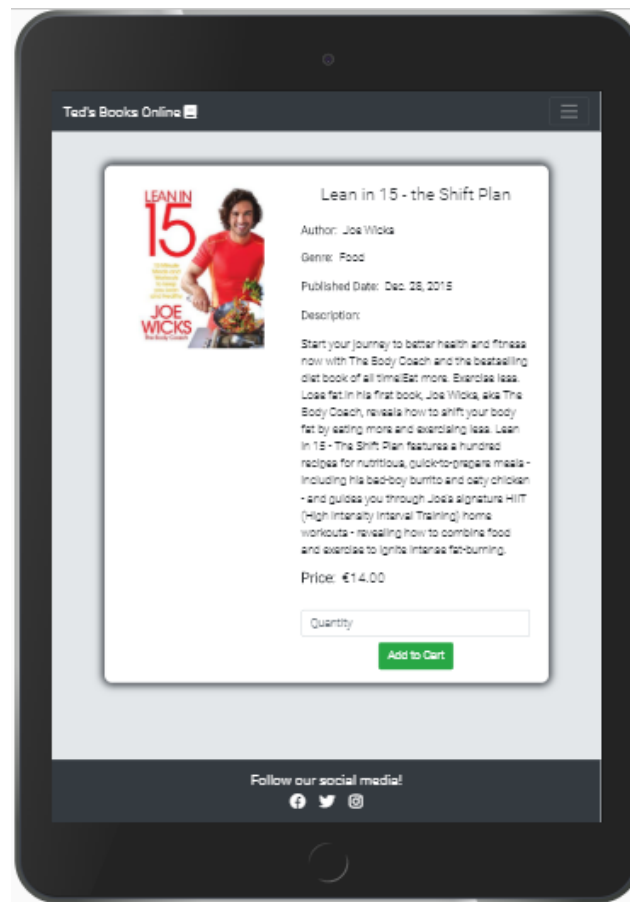 Ted's Books Online
LEAN IN
15
JOE
WICKS
The Body Coach
Lean in 15 - the Shift Plan
Author: Joe Wicks
Genre: Food
Published Date: Dec. 28, 2015
Description:
Start your journey to better health and fitness
now with The Body Coach and the bestselling
diet book of all time!Eat more. Exercise less.
Lose fat.In his first book, Joe Wicks, aka The
Body Coach, reveals how to shift your body
fat by eating more and exercising less. Lean
in 15 - The Shift Plan features a hundred
recipes for nutritious, quick-to-prepare meals -
including his bad-boy burrito and oaty chicken
- and guides you through Joe's signature HIIT
(High Intensity Interval Training) home
workouts - revealing how to combine food
and exercise to ignite intense fat-burning.
Price: €14.00
Quantity
Add to Cart
Follow our social media!